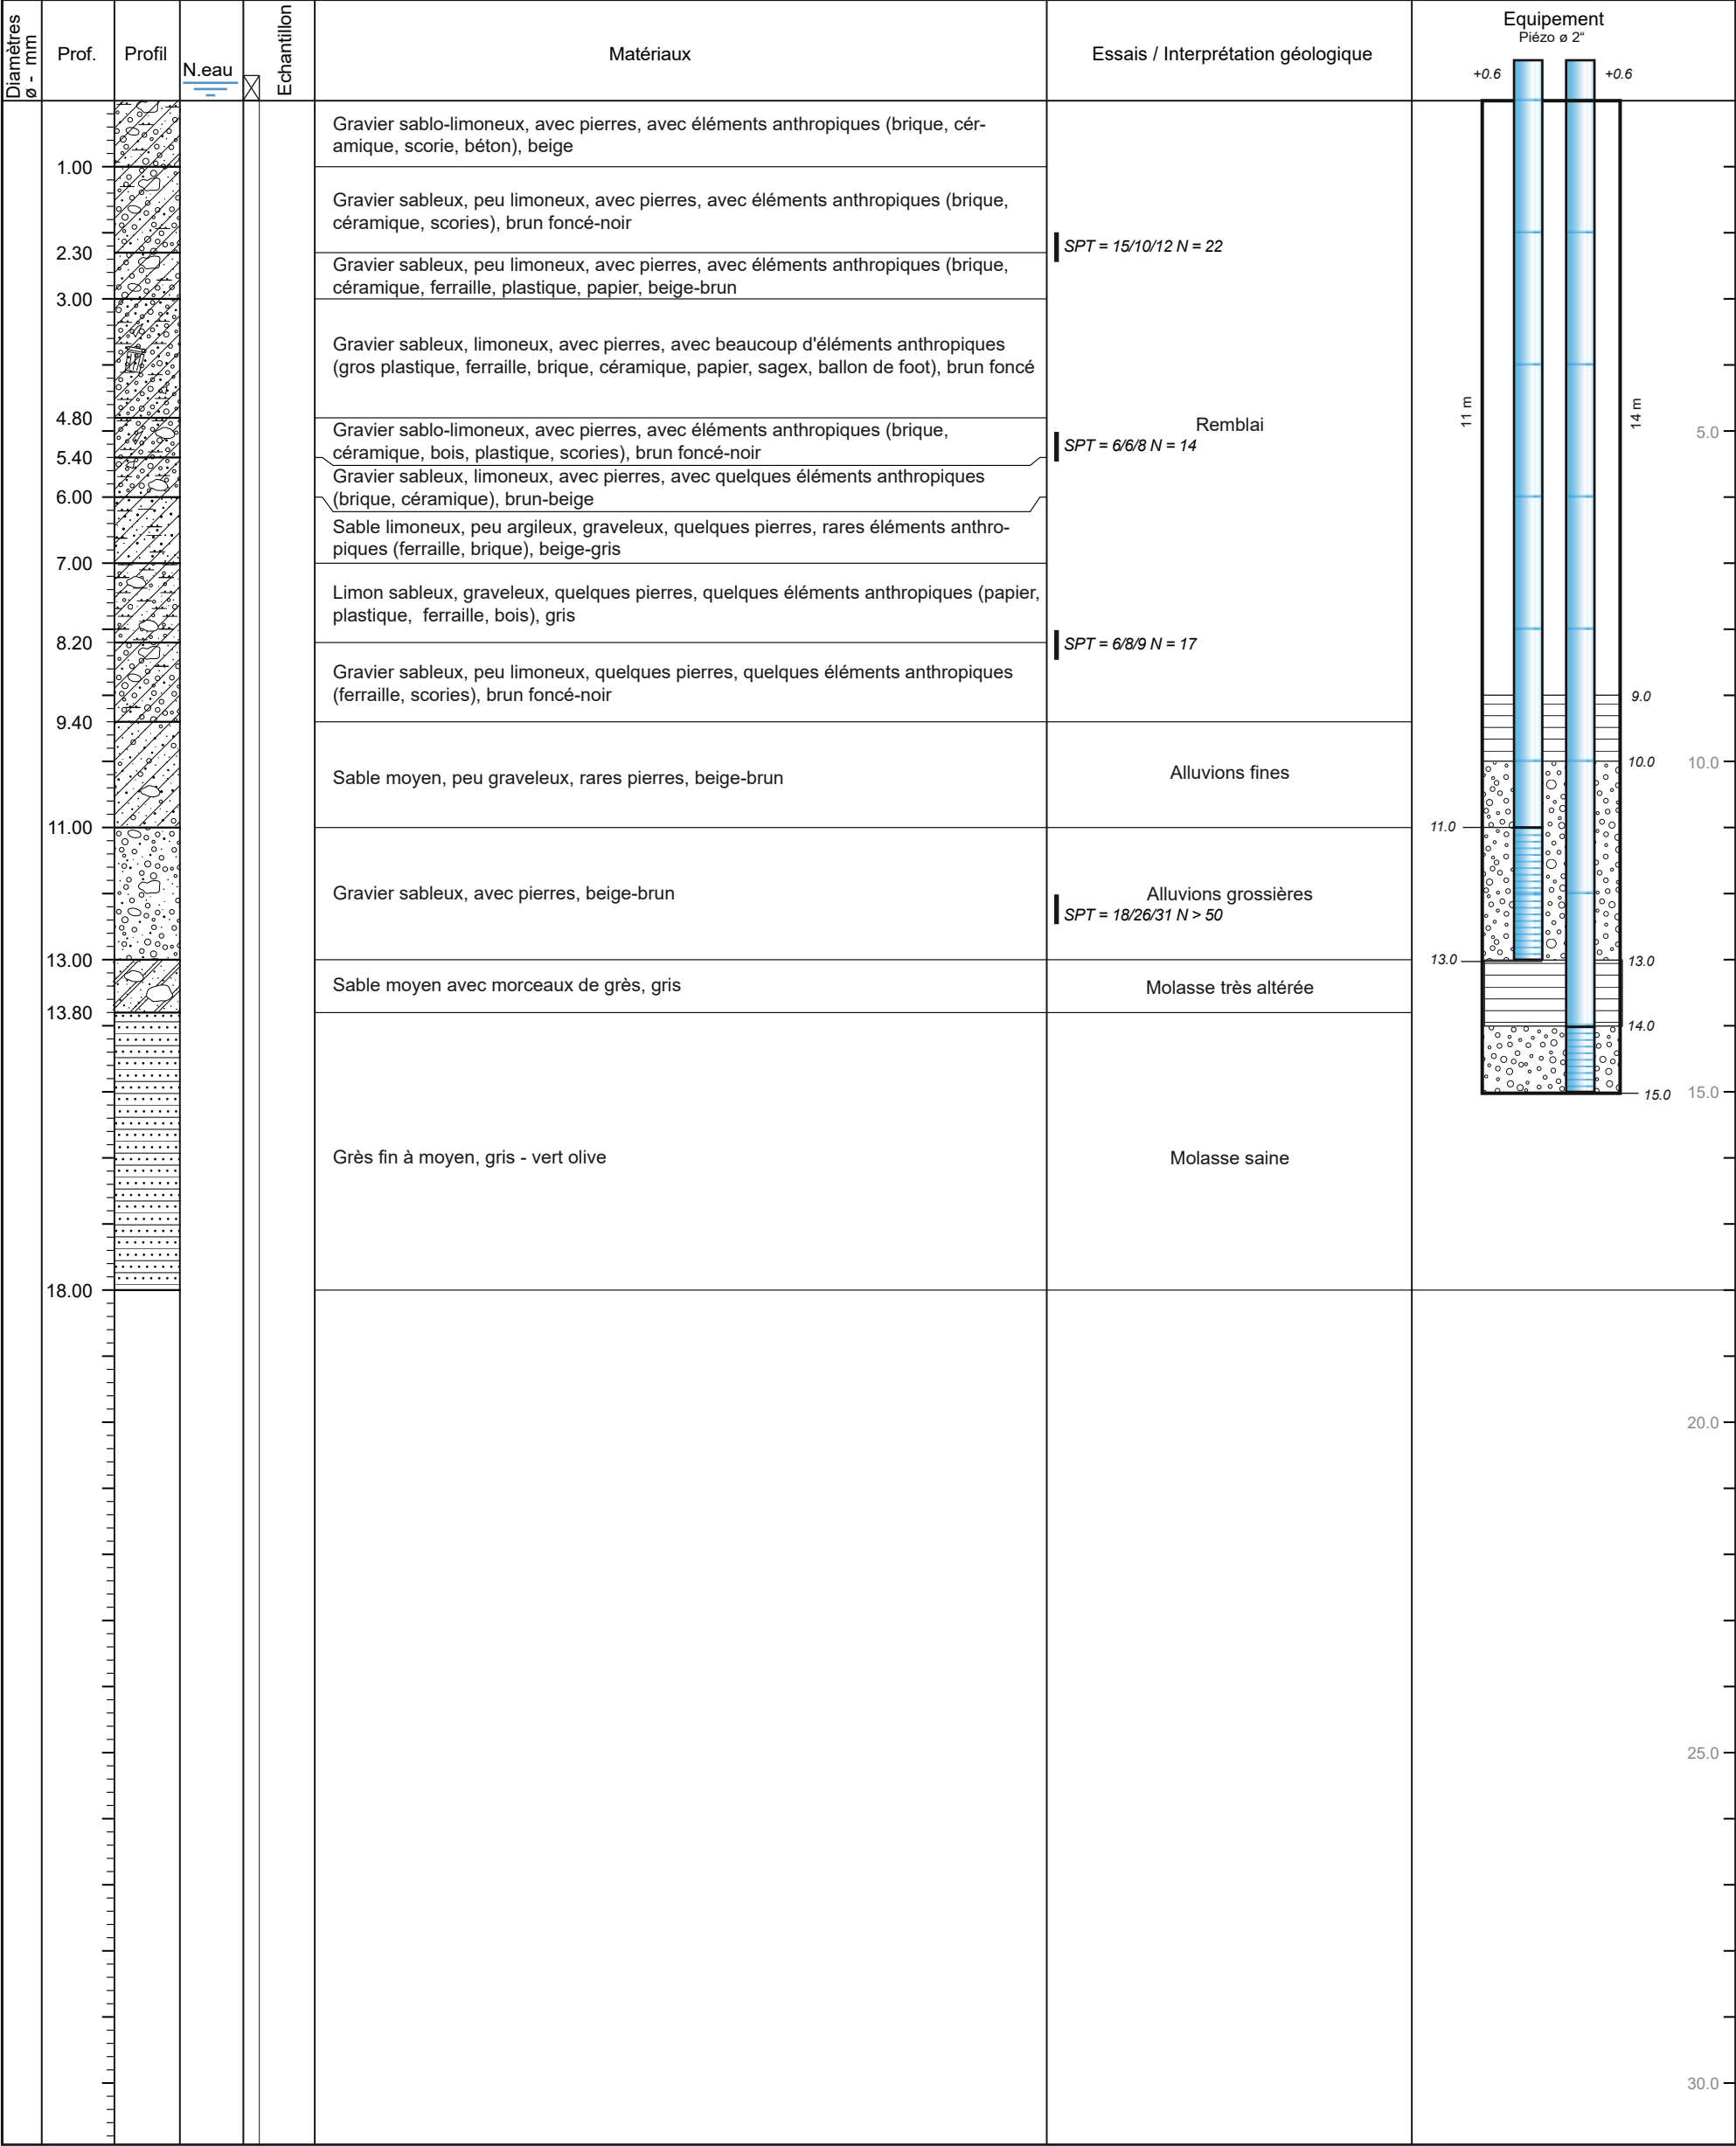 Diamètres
ø - mm
Prof.
Profil
N.eau
Echantillon
Matériaux
Essais / Interprétation géologique
Equipement
Piézo ø 2“
+0.6
+0.6
Gravier sablo-limoneux, avec pierres, avec éléments anthropiques (brique, cér-
amique, scorie, béton), beige
1.00
Gravier sableux, peu limoneux, avec pierres, avec éléments anthropiques (brique,
céramique, scories), brun foncé-noir
SPT = 15/10/12 N = 22
2.30
Gravier sableux, peu limoneux, avec pierres, avec éléments anthropiques (brique,
céramique, ferraille, plastique, papier, beige-brun
3.00
Gravier sableux, limoneux, avec pierres, avec beaucoup d'éléments anthropiques
(gros plastique, ferraille, brique, céramique, papier, sagex, ballon de foot), brun foncé
4.80
Remblai
11 m
14 m
5.0
Gravier sablo-limoneux, avec pierres, avec éléments anthropiques (brique,
céramique, bois, plastique, scories), brun foncé-noir
SPT = 6/6/8 N = 14
5.40
Gravier sableux, limoneux, avec pierres, avec quelques éléments anthropiques
(brique, céramique), brun-beige
6.00
Sable limoneux, peu argileux, graveleux, quelques pierres, rares éléments anthro-
piques (ferraille, brique), beige-gris
7.00
Limon sableux, graveleux, quelques pierres, quelques éléments anthropiques (papier,
plastique,  ferraille, bois), gris
8.20
SPT = 6/8/9 N = 17
Gravier sableux, peu limoneux, quelques pierres, quelques éléments anthropiques
(ferraille, scories), brun foncé-noir
9.0
9.40
Sable moyen, peu graveleux, rares pierres, beige-brun
Alluvions fines
10.0
10.0
11.00
11.0
Gravier sableux, avec pierres, beige-brun
Alluvions grossières
SPT = 18/26/31 N > 50
13.00
13.0
13.0
Sable moyen avec morceaux de grès, gris
Molasse très altérée
13.80
14.0
15.0
15.0
Grès fin à moyen, gris - vert olive
Molasse saine
18.00
20.0
25.0
30.0